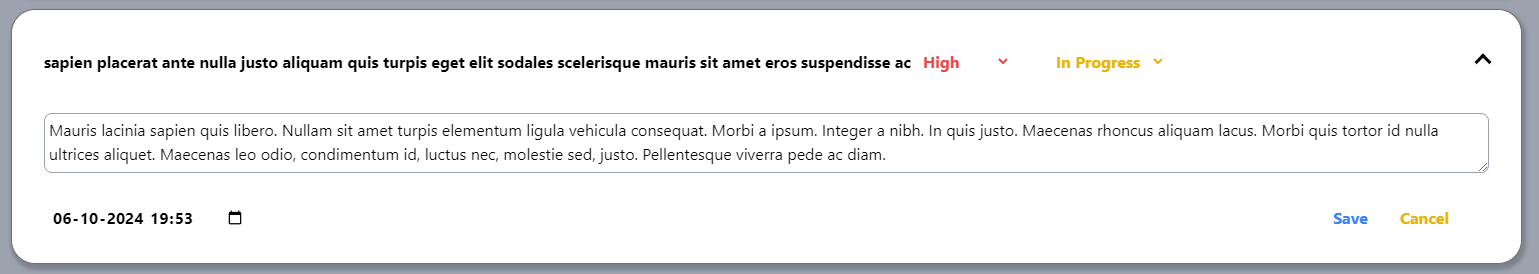 sapien placerat ante nulla justo aliquam quis turpis eget elit sodales scelerisque mauris sit amet eros suspendisse ac High In Progress
Mauris lacinia sapien quis libero. Nullam sit amet turpis elementum ligula vehicula consequat. Morbi a ipsum. Integer a nibh. In quis justo. Maecenas rhoncus aliquam lacus. Morbi quis tortor id nulla
ultrices aliquet. Maecenas leo odio, condimentum id, luctus nec, molestie sed, justo. Pellentesque viverra pede ac diam.
06-10-2024 19:53 Save Cancel